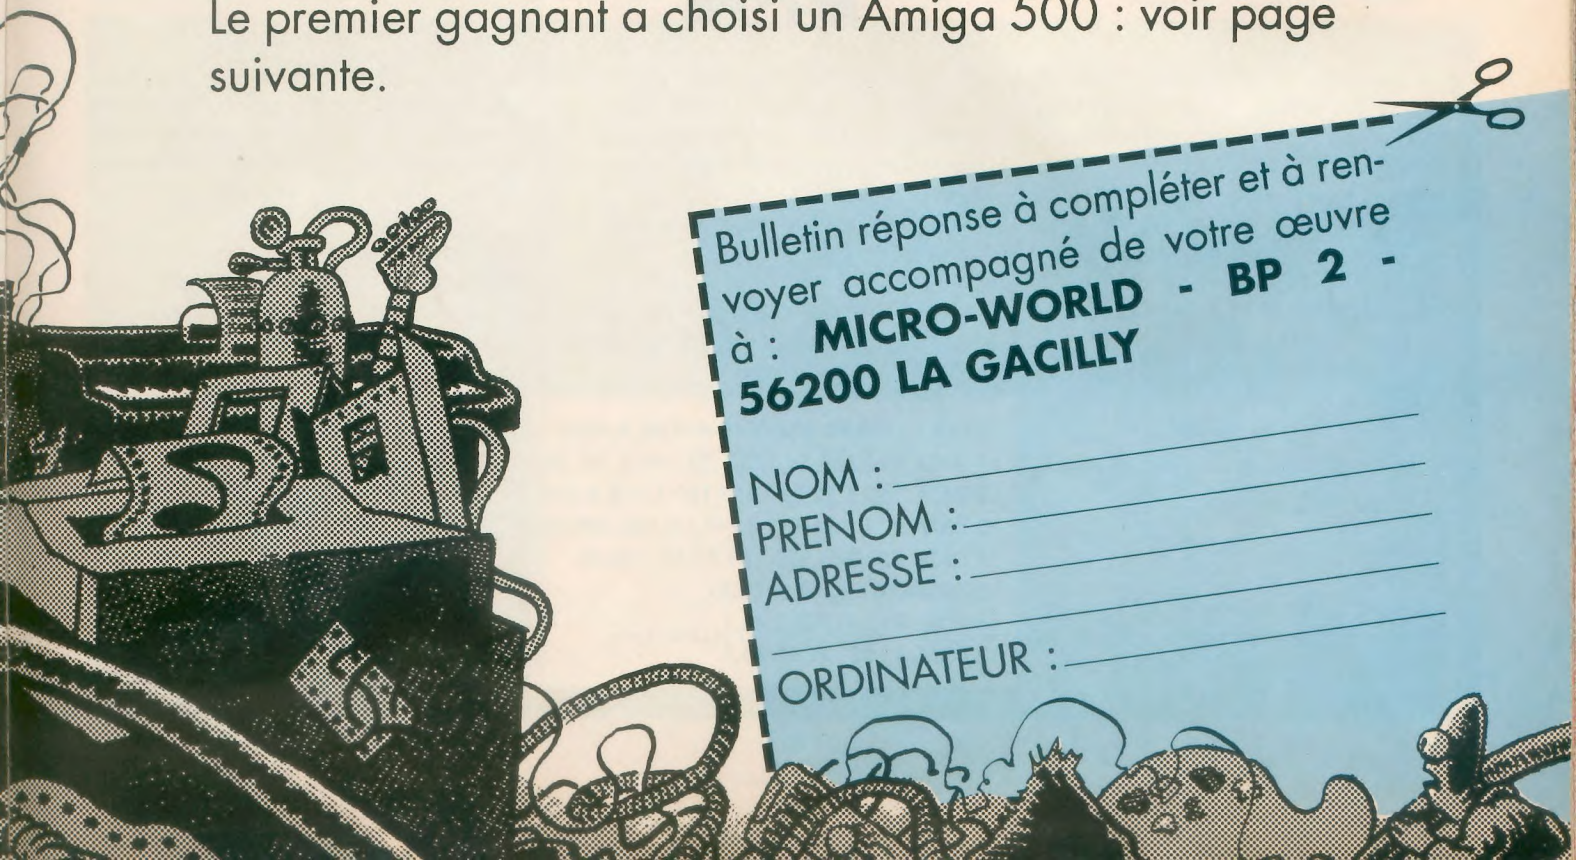 Le premier gagnant a choisi un Amiga 500 : voir page
suivante.
Bulletin réponse à compléter et à ren-
voyer accompagné de votre œuvre
à : MICRO-WORLD - BP 2 -
56200 LA GACILLY
NOM :
PRENOM :
ADRESSE :
ORDINATEUR :